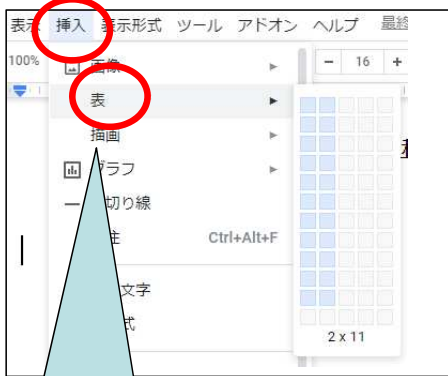 表示 挿入 表示形式 ツール アドオン ヘルプ 最終
100% 画像 ► − 16 +
表 ►
描画 ►
グラフ ►
切り線
注 Ctrl+Alt+F
文字
式
2 x 11